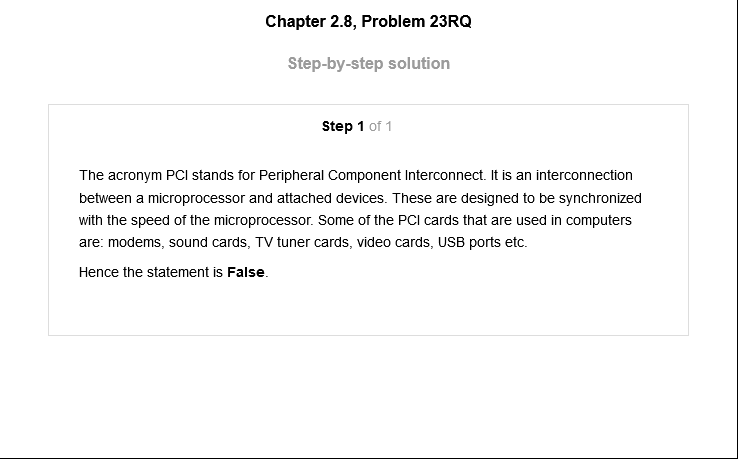 Chapter 2.8, Problem 23RQ
Step-by-step solution
Step 1 of 1
The acronym PCI stands for Peripheral Component Interconnect. It is an interconnection
between a microprocessor and attached devices. These are designed to be synchronized
with the speed of the microprocessor. Some of the PCI cards that are used in computers
are: modems, sound cards, TV tuner cards, video cards, USB ports etc.
Hence the statement is False.